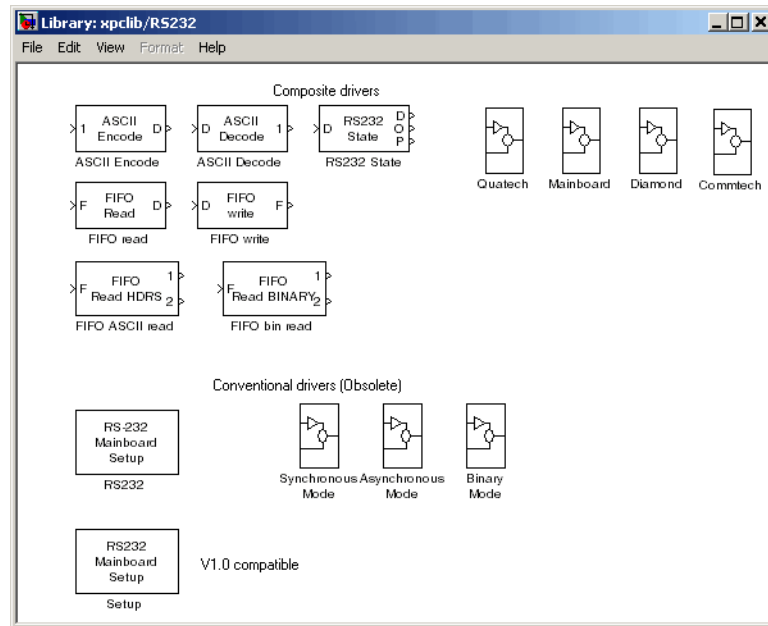 Library: xpclib/RS232
File Edit View Format Help
Composite drivers
1 ASCII Encode D
ASCII Encode
D ASCII Decode 1
ASCII Decode
D RS232 State D O P
RS232 State
Quatech
Mainboard
Diamond
Commtech
F FIFO Read D
FIFO read
D FIFO write F
FIFO write
F FIFO Read HDRS 1 2
FIFO ASCII read
F FIFO Read BINARY 1 2
FIFO bin read
Conventional drivers (Obsolete)
RS-232
Mainboard
Setup
RS232
Synchronous
Mode
Asynchronous
Mode
Binary
Mode
RS232
Mainboard
Setup
Setup
V1.0 compatible